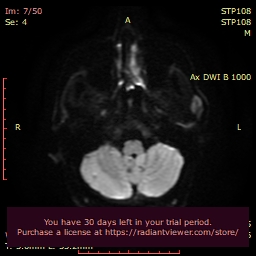 Im: 7/50
Se: 4
A
STP108
STP108
M
Ax DWI B 1000
R
L
You have 30 days left in your trial period.
Purchase a license at https://radiantviewer.com/store/